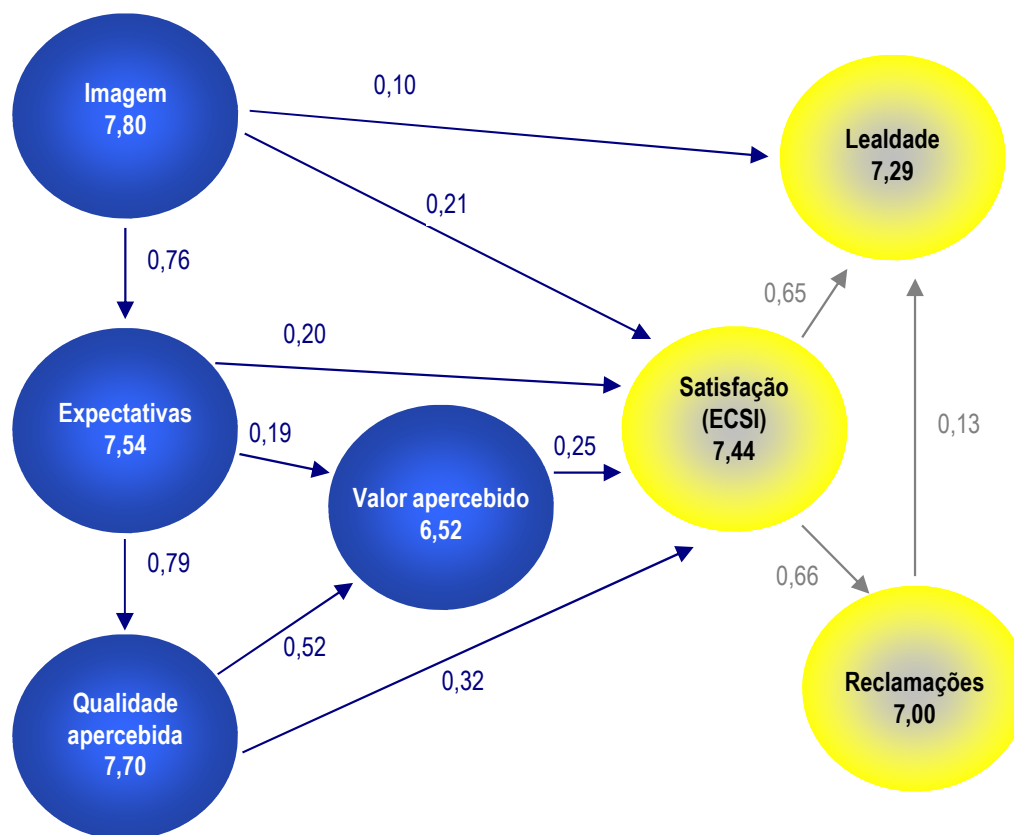 Imagem
7,80
0,10
Lealdade
7,29
0,21
0,76
0,65
0,20
Satisfação
(ECSI)
7,44
Expectativas
7,54
0,19
0,25
0,13
Valor apercebido
6,52
0,79
0,66
0,52
0,32
Qualidade
apercebida
7,70
Reclamações
7,00